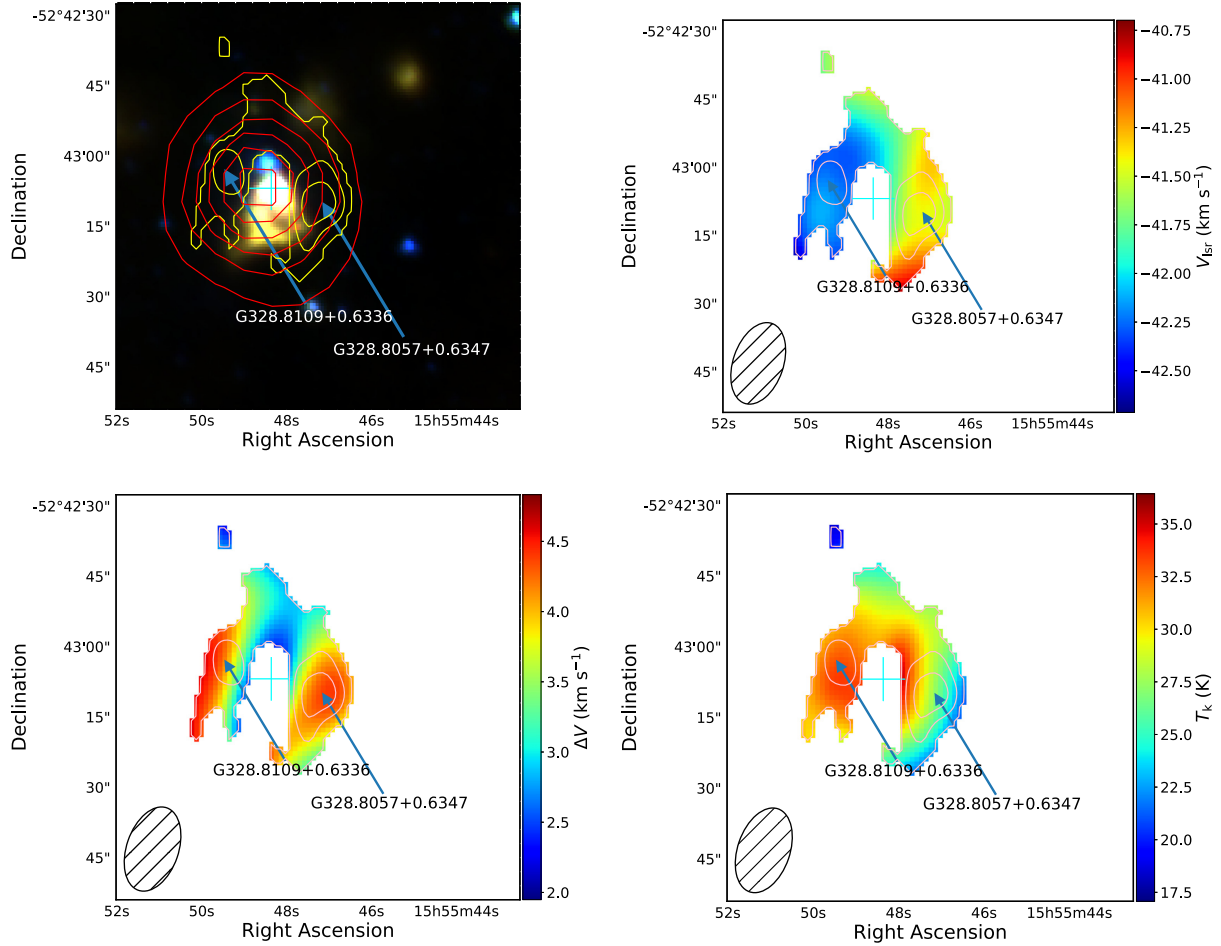 -52°42'30"
45"
43'00"
15"
30"
45"
Declination
G328.8109+0.6336
G328.8057+0.6347
52s 50s 48s 46s 15h55m44s
Right Ascension
-52°42'30"
45"
43'00"
15"
30"
45"
Declination
G328.8109+0.6336
G328.8057+0.6347
52s 50s 48s 46s 15h55m44s
Right Ascension
−40.75
−41.00
−41.25
−41.50
−41.75
−42.00
−42.25
−42.50
Vlsr (km s⁻¹)
-52°42'30"
45"
43'00"
15"
30"
45"
Declination
G328.8109+0.6336
G328.8057+0.6347
52s 50s 48s 46s 15h55m44s
Right Ascension
4.5
4.0
3.5
3.0
2.5
2.0
ΔV (km s⁻¹)
-52°42'30"
45"
43'00"
15"
30"
45"
Declination
G328.8109+0.6336
G328.8057+0.6347
52s 50s 48s 46s 15h55m44s
Right Ascension
35.0
32.5
30.0
27.5
25.0
22.5
20.0
17.5
Tk (K)